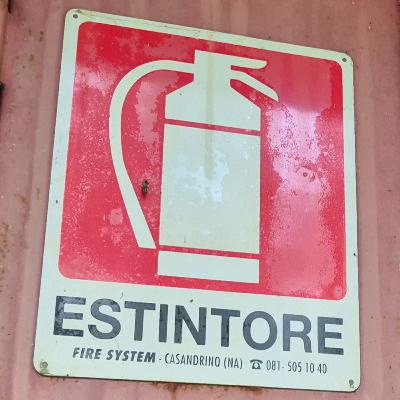 ESTINTORE
FIRE SYSTEM - CASANDRINO (NA) ☎ 081- 505 10 40